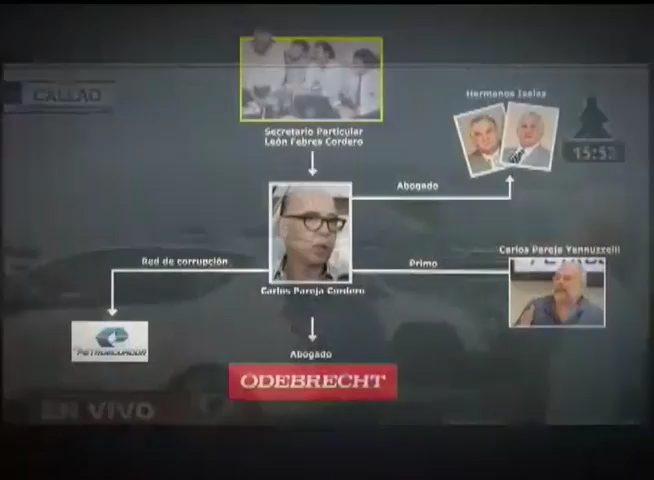 CALLAO
Hermanos Isaías
Secretario Particular
León Febres Cordero
15:53
Abogado
Carlos Pareja Yannuzzelli
Red de corrupción
Primo
Carlos Pareja Cordero
PETROECUADOR
Abogado
ODEBRECHT
EN VIVO